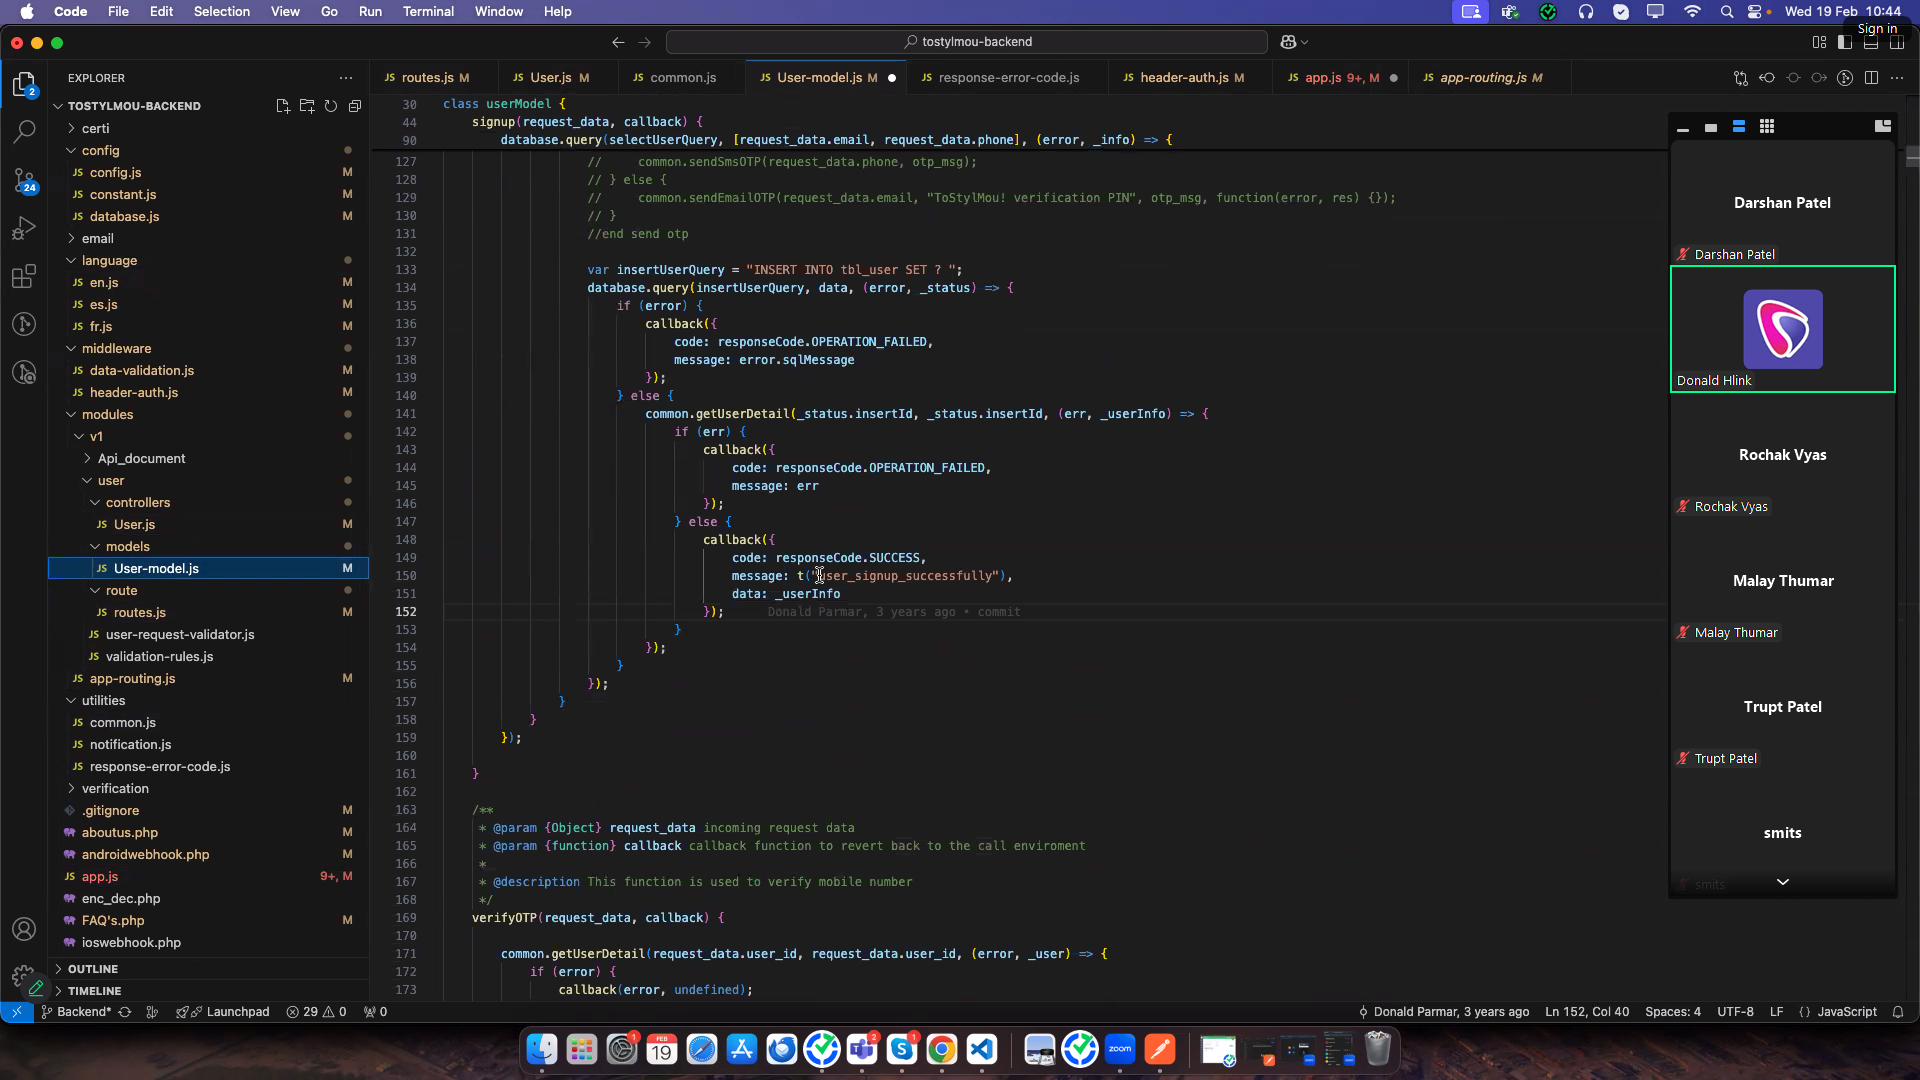 Code File Edit Selection View Go Run Terminal Window Help
Wed 19 Feb 10:44
Sign in
tostylmou-backend
EXPLORER
routes.js M
User.js M
common.js
User-model.js M
response-error-code.js
header-auth.js M
app.js 9+, M
app-routing.js M
TOSTYLMOU-BACKEND
certi
config
config.js M
constant.js M
database.js M
email
language
en.js M
es.js M
fr.js M
middleware
data-validation.js M
header-auth.js M
modules
v1
Api_document
user
controllers
User.js M
models
User-model.js M
route
routes.js M
user-request-validator.js
validation-rules.js
app-routing.js M
utilities
common.js
notification.js
response-error-code.js
verification
.gitignore M
aboutus.php M
androidwebhook.php M
app.js 9+, M
enc_dec.php
FAQ's.php M
ioswebhook.php
OUTLINE
TIMELINE
2
24
30 class userModel {
44 signup(request_data, callback) {
90 database.query(selectUserQuery, [request_data.email, request_data.phone], (error, _info) => {
127 // common.sendSmsOTP(request_data.phone, otp_msg);
128 // } else {
129 // common.sendEmailOTP(request_data.email, "ToStylMou! verification PIN", otp_msg, function(error, res) {});
130 // }
131 //end send otp
132
133 var insertUserQuery = "INSERT INTO tbl_user SET ? ";
134 database.query(insertUserQuery, data, (error, _status) => {
135 if (error) {
136 callback({
137 code: responseCode.OPERATION_FAILED,
138 message: error.sqlMessage
139 });
140 } else {
141 common.getUserDetail(_status.insertId, _status.insertId, (err, _userInfo) => {
142 if (err) {
143 callback({
144 code: responseCode.OPERATION_FAILED,
145 message: err
146 });
147 } else {
148 callback({
149 code: responseCode.SUCCESS,
150 message: t("user_signup_successfully"),
151 data: _userInfo
152 }); Donald Parmar, 3 years ago • commit
153 }
154 });
155 }
156 });
157 }
158 }
159 });
160
161 }
162
163 /**
164 * @param {Object} request_data incoming request data
165 * @param {function} callback callback function to revert back to the call enviroment
166 *
167 * @description This function is used to verify mobile number
168 */
169 verifyOTP(request_data, callback) {
170
171 common.getUserDetail(request_data.user_id, request_data.user_id, (error, _user) => {
172 if (error) {
173 callback(error, undefined);
Darshan Patel
Darshan Patel
Donald Hlink
Rochak Vyas
Rochak Vyas
Malay Thumar
Malay Thumar
Trupt Patel
Trupt Patel
smits
smits
Backend* Launchpad 29 0 0
Donald Parmar, 3 years ago Ln 152, Col 40 Spaces: 4 UTF-8 LF {} JavaScript
1
FEB
19
2
1
zoom